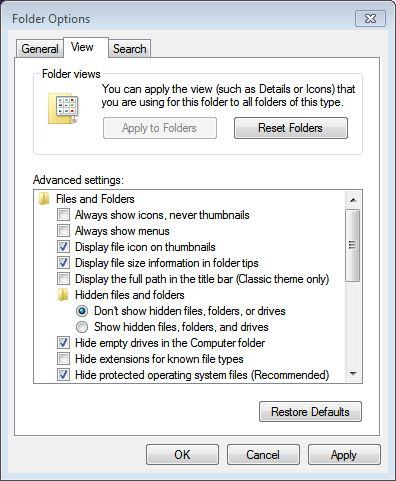 Folder Options
General View Search
Folder views
You can apply the view (such as Details or Icons) that
you are using for this folder to all folders of this type.
Apply to Folders Reset Folders
Advanced settings:
Files and Folders
Always show icons, never thumbnails
Always show menus
Display file icon on thumbnails
Display file size information in folder tips
Display the full path in the title bar (Classic theme only)
Hidden files and folders
Don't show hidden files, folders, or drives
Show hidden files, folders, and drives
Hide empty drives in the Computer folder
Hide extensions for known file types
Hide protected operating system files (Recommended)
Restore Defaults
OK Cancel Apply